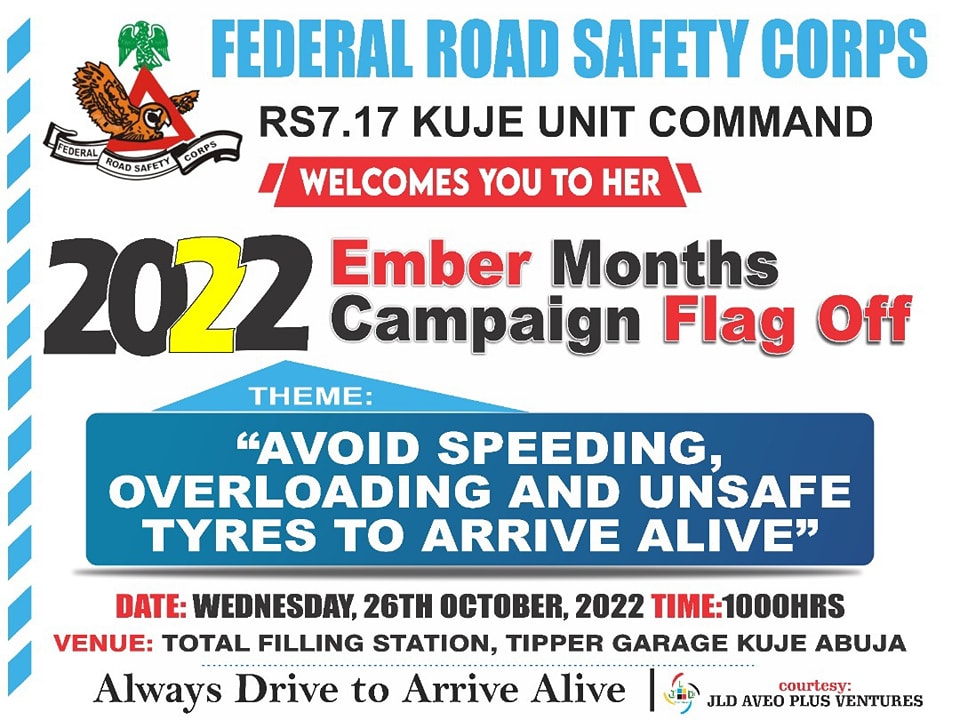 FEDERAL ROAD SAFETY CORPS
FEDERAL ROAD SAFETY CORPS
RS7.17 KUJE UNIT COMMAND
WELCOMES YOU TO HER
2022 Ember Months
Campaign Flag Off
THEME:
“AVOID SPEEDING,
OVERLOADING AND UNSAFE
TYRES TO ARRIVE ALIVE”
DATE: WEDNESDAY, 26TH OCTOBER, 2022 TIME:1000HRS
VENUE: TOTAL FILLING STATION, TIPPER GARAGE KUJE ABUJA
Always Drive to Arrive Alive
JLD
courtesy:
JLD AVEO PLUS VENTURES